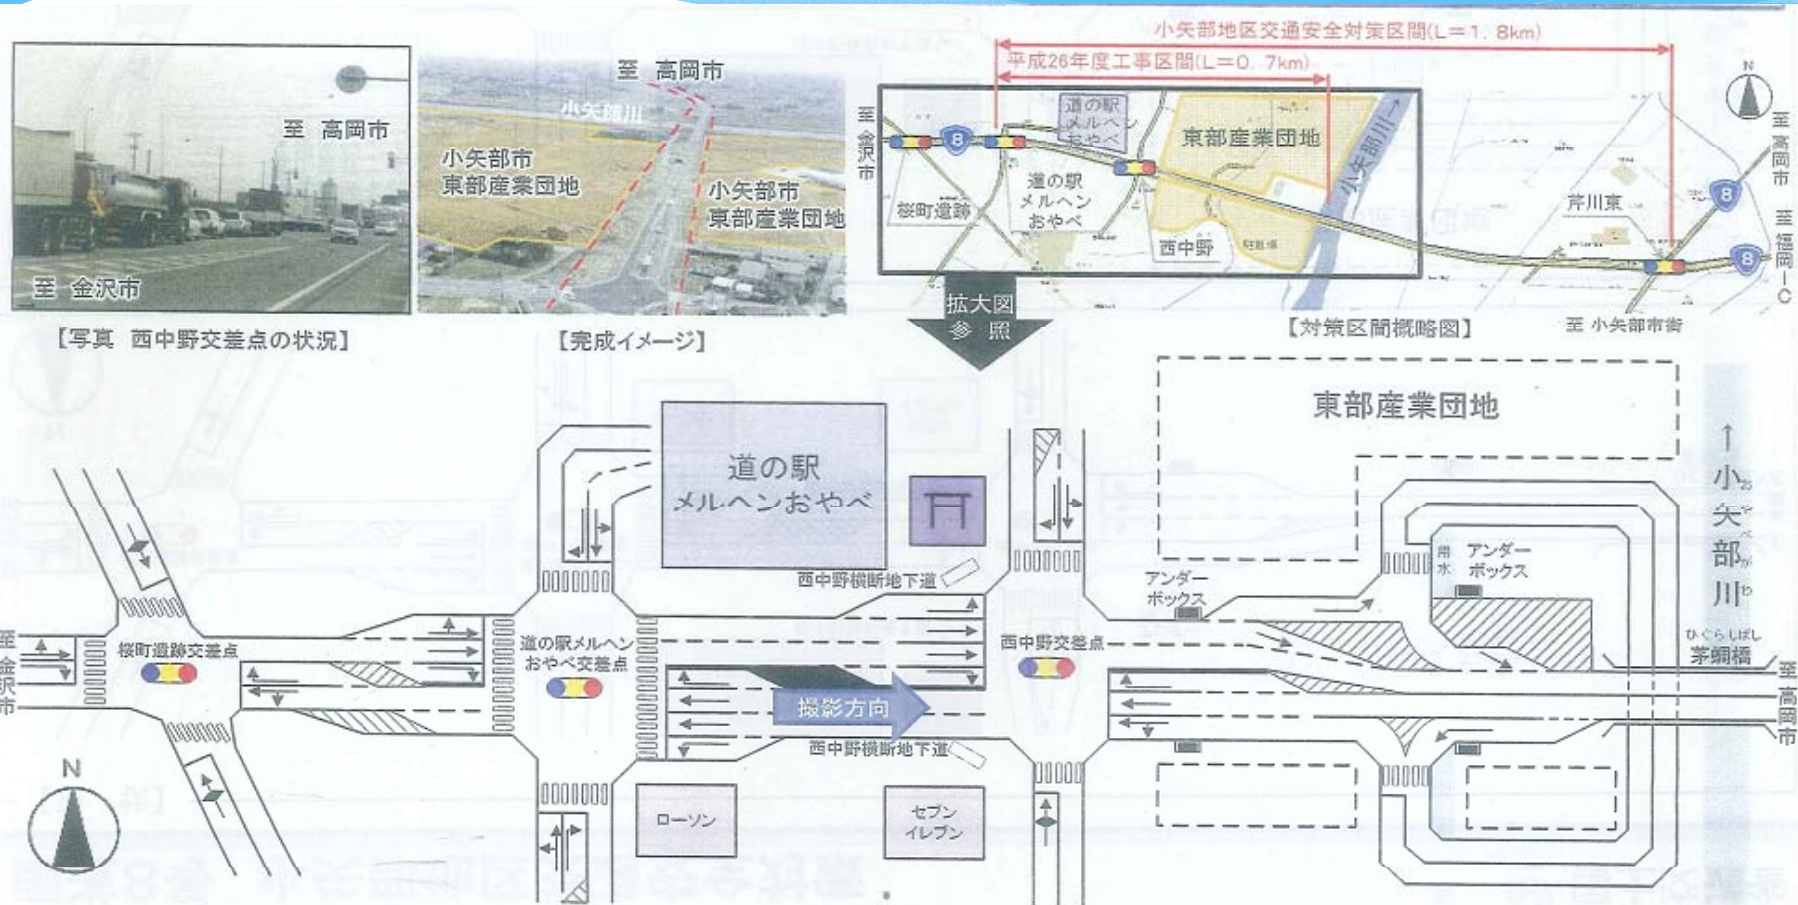 小矢部地区交通安全対策区間(L=1.8km)
平成26年度工事区間(L=0.7km)
至 高岡市
至 金沢市
【写真 西中野交差点の状況】
至 高岡市
小矢部川
小矢部市
東部産業団地
小矢部市
東部産業団地
【完成イメージ】
至 金沢市
8
道の駅
メルヘン
おやべ
桜町遺跡
道の駅
メルヘン
おやべ
東部産業団地
西中野
小矢部川→
芹川東
N
至 高岡市
8
8
至 福岡IC
至 小矢部市街
【対策区間概略図】
拡大図
参照
東部産業団地
道の駅
メルヘンおやべ
西中野横断地下道
アンダー
ボックス
用水
アンダー
ボックス
↑小矢部川
おやべがわ
至 金沢市
桜町遺跡交差点
道の駅メルヘン
おやべ交差点
西中野交差点
ひぐらしばし
茅蜩橋
至 高岡市
撮影方向
西中野横断地下道
N
ローソン
セブン
イレブン